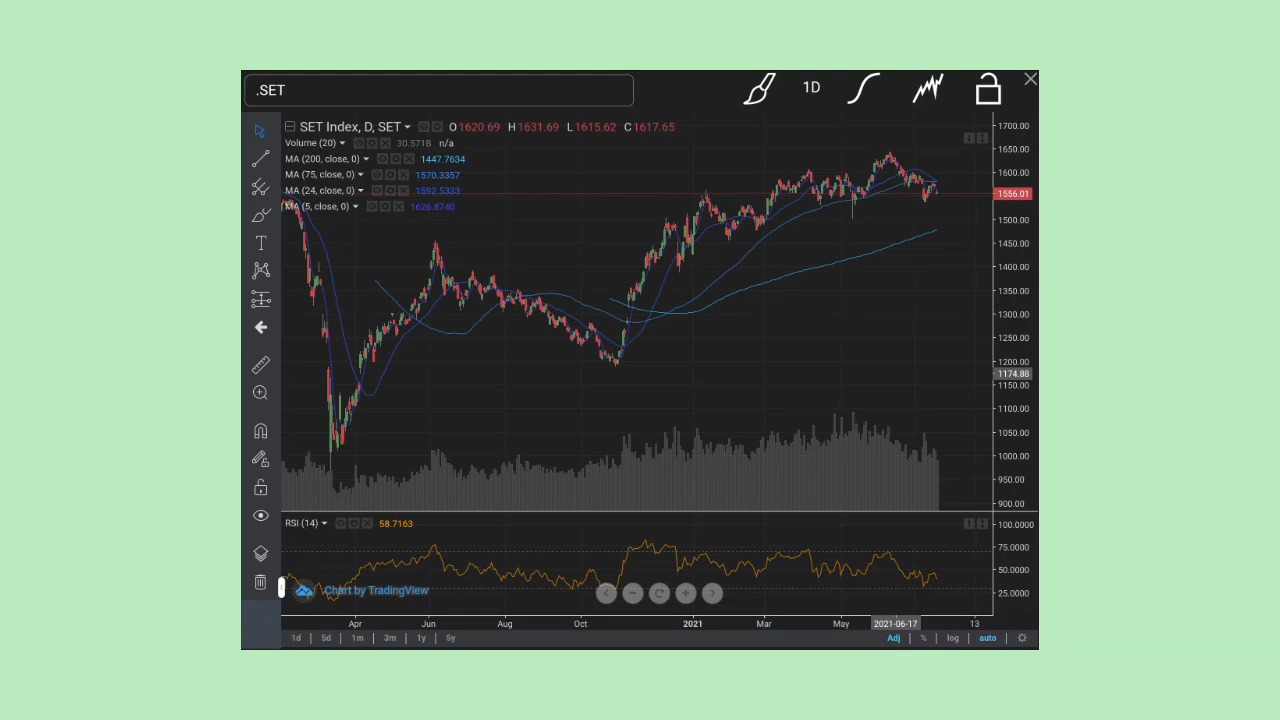 .SET
1D
SET Index, D, SET O 1620.69 H 1631.69 L 1615.62 C 1617.65
Volume (20) 30.571B n/a
MA (200, close, 0) 1447.7634
MA (75, close, 0) 1570.3357
MA (24, close, 0) 1592.5333
MA (5, close, 0) 1626.8740
1700.00
1650.00
1600.00
1556.01
1500.00
1450.00
1400.00
1350.00
1300.00
1250.00
1200.00
1174.88
1150.00
1100.00
1050.00
1000.00
950.00
900.00
RSI (14) 58.7163
100.0000
75.0000
50.0000
25.0000
Chart by TradingView
Apr Jun Aug Oct 2021 Mar May 2021-06-17 13
1d 5d 1m 3m 1y 5y Adj % log auto